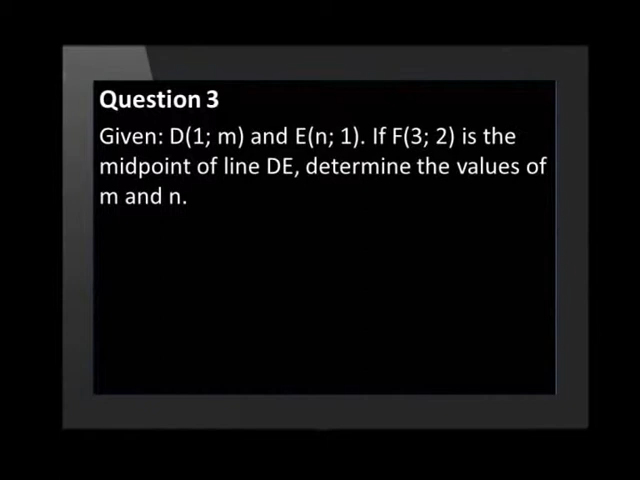 Question 3
Given: D(1; m) and E(n; 1). If F(3; 2) is the
midpoint of line DE, determine the values of
m and n.